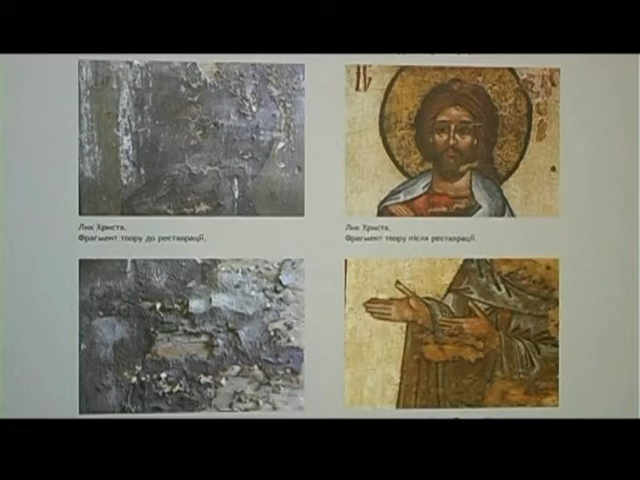 Лик Христа.
Фрагмент твору до реставрації.
Лик Христа.
Фрагмент твору після реставрації.